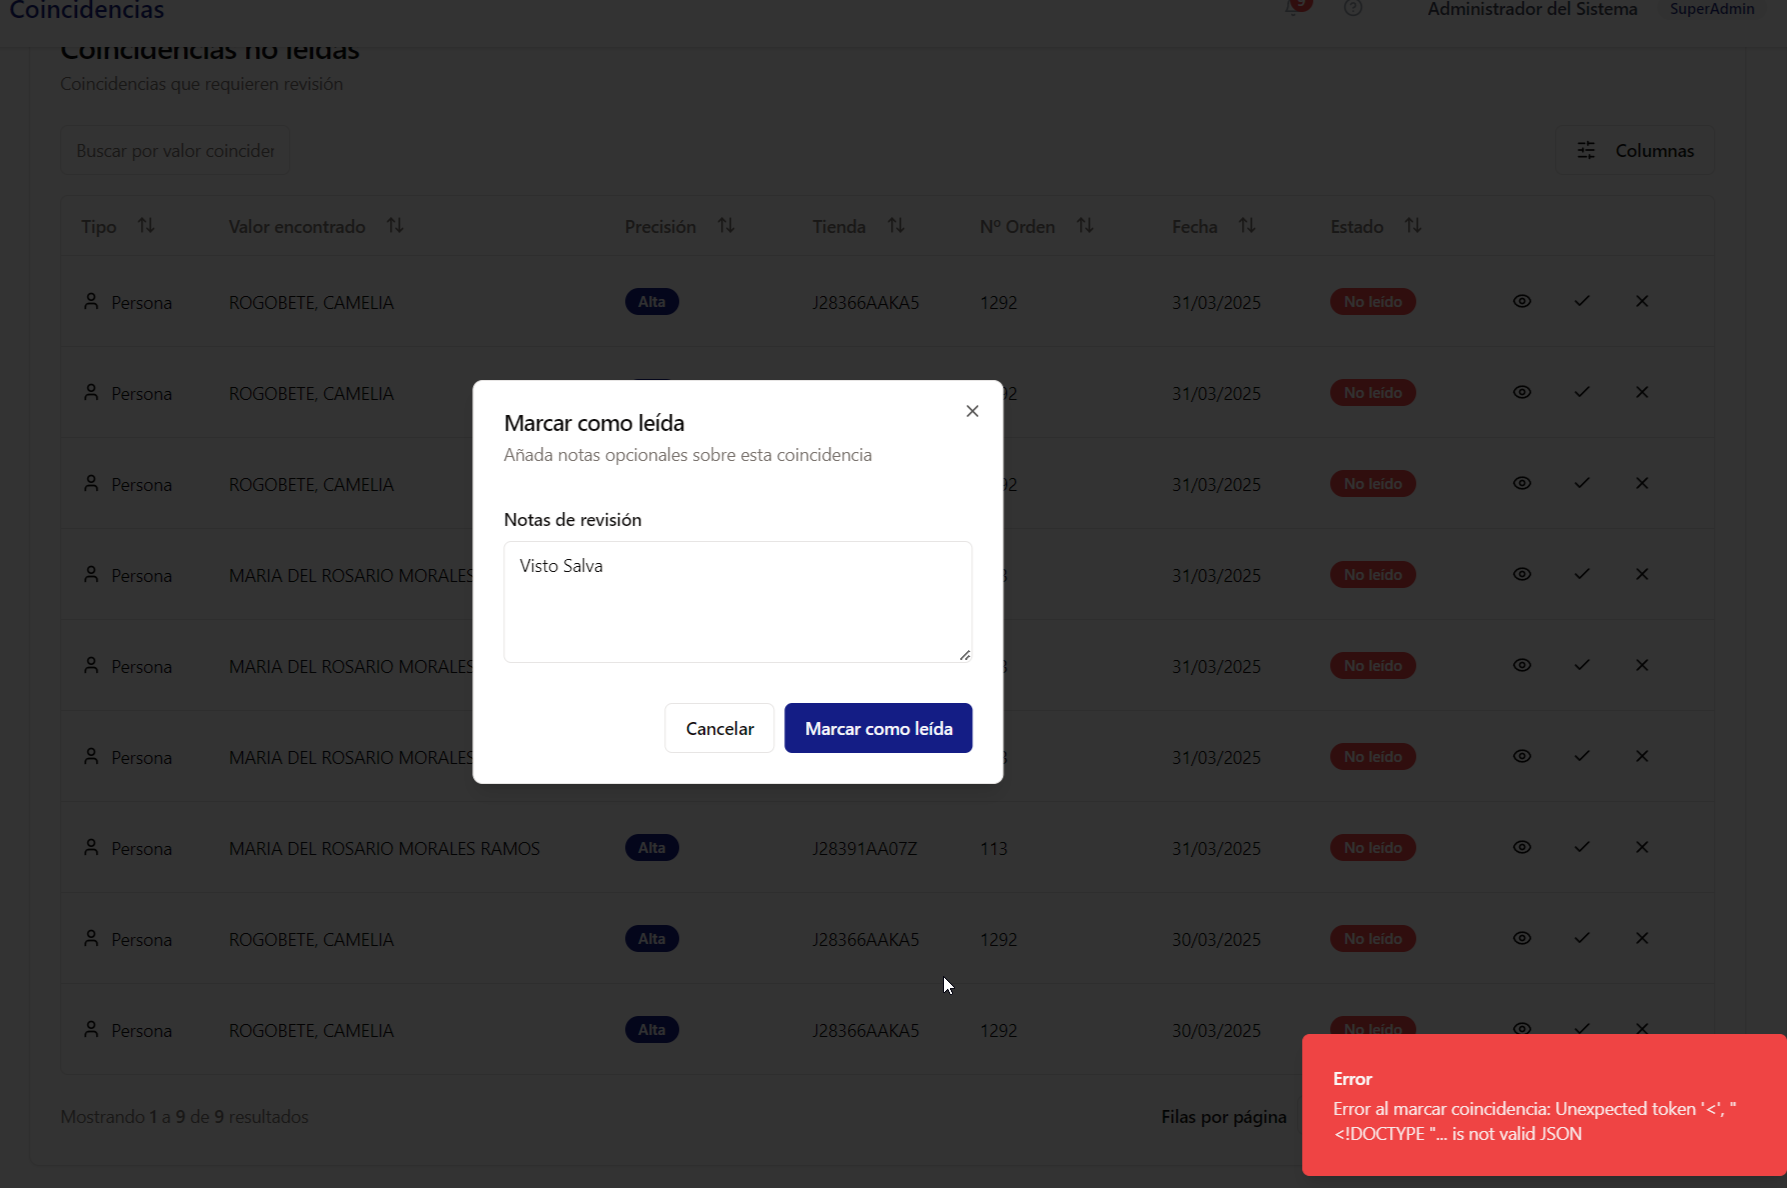 Coincidencias
9
Administrador del Sistema SuperAdmin
Coincidencias no leídas
Coincidencias que requieren revisión
Buscar por valor coinciden
Columnas
Tipo Valor encontrado Precisión Tienda Nº Orden Fecha Estado
Persona ROGOBETE, CAMELIA Alta J28366AAKA5 1292 31/03/2025 No leído
Persona ROGOBETE, CAMELIA 92 31/03/2025 No leído
Persona ROGOBETE, CAMELIA 92 31/03/2025 No leído
Persona MARIA DEL ROSARIO MORALES 3 31/03/2025 No leído
Persona MARIA DEL ROSARIO MORALES 3 31/03/2025 No leído
Persona MARIA DEL ROSARIO MORALES 3 31/03/2025 No leído
Persona MARIA DEL ROSARIO MORALES RAMOS Alta J28391AA07Z 113 31/03/2025 No leído
Persona ROGOBETE, CAMELIA Alta J28366AAKA5 1292 30/03/2025 No leído
Persona ROGOBETE, CAMELIA Alta J28366AAKA5 1292 30/03/2025 No leído
Mostrando 1 a 9 de 9 resultados
Filas por página
Marcar como leída
Añada notas opcionales sobre esta coincidencia
Notas de revisión
Visto Salva
Cancelar
Marcar como leída
Error
Error al marcar coincidencia: Unexpected token '<', "
<!DOCTYPE "... is not valid JSON